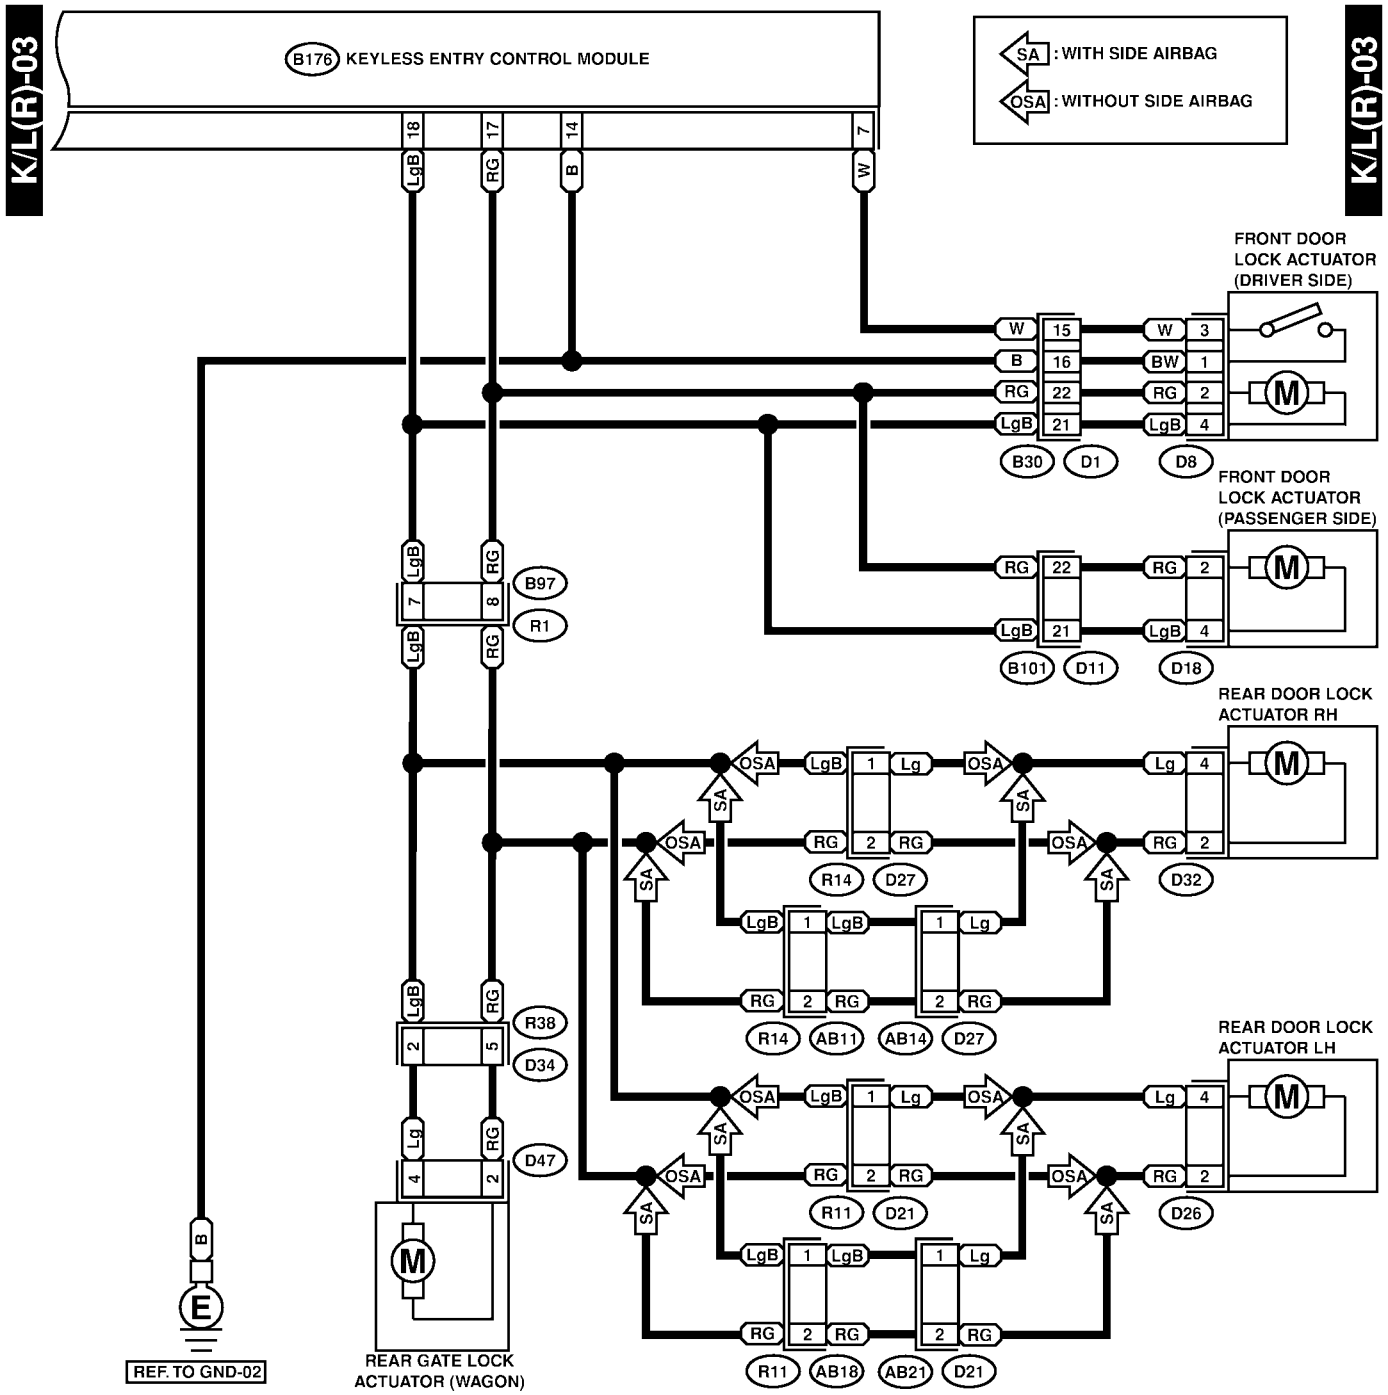 K/L(R)-03
K/L(R)-03
B176 KEYLESS ENTRY CONTROL MODULE
SA : WITH SIDE AIRBAG
OSA : WITHOUT SIDE AIRBAG
18 17 14 7
LgB RG B W
FRONT DOOR
LOCK ACTUATOR
(DRIVER SIDE)
W 15 W 3
B 16 BW 1
RG 22 RG 2 M
LgB 21 LgB 4
B30 D1 D8
FRONT DOOR
LOCK ACTUATOR
(PASSENGER SIDE)
LgB RG
RG 22 RG 2 M
7 8 B97
R1
LgB RG
LgB 21 LgB 4
B101 D11 D18
REAR DOOR LOCK
ACTUATOR RH
OSA LgB 1 Lg OSA Lg 4 M
SA SA
OSA RG 2 RG OSA RG 2
SA SA
R14 D27 D32
LgB 1 LgB 1 Lg
RG 2 RG 2 RG
R14 AB11 AB14 D27
LgB RG
R38
2 5
D34
REAR DOOR LOCK
ACTUATOR LH
OSA LgB 1 Lg OSA Lg 4 M
SA SA
Lg RG
D47
4 2
OSA RG 2 RG OSA RG 2
SA SA
R11 D21 D26
LgB 1 LgB 1 Lg
RG 2 RG 2 RG
R11 AB18 AB21 D21
B
E
REF. TO GND-02
M
REAR GATE LOCK
ACTUATOR (WAGON)